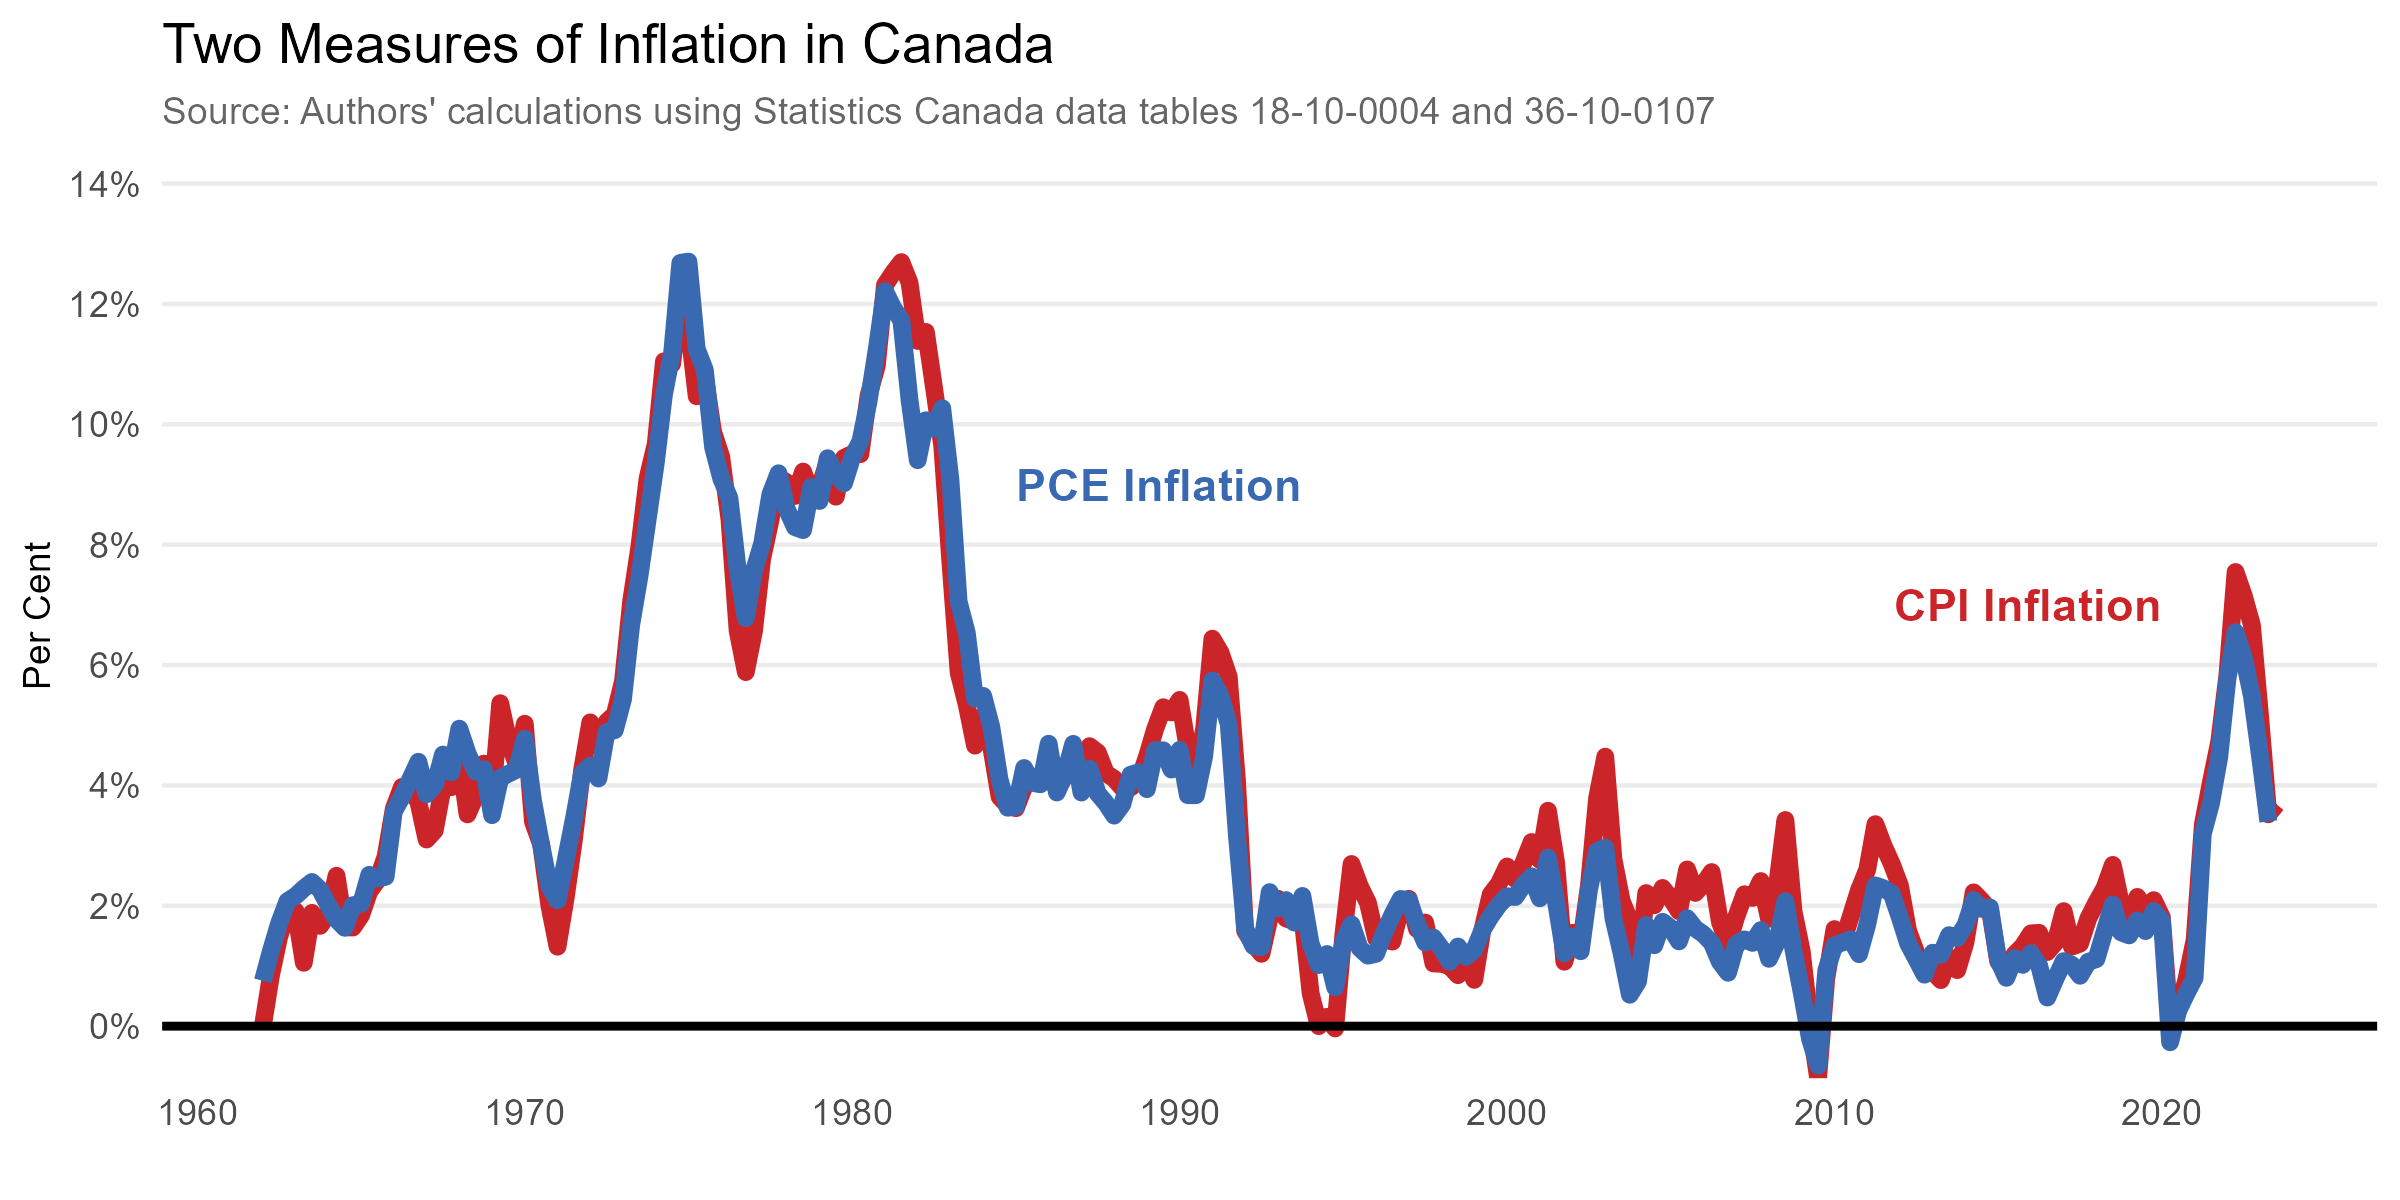 Two Measures of Inflation in Canada
Source: Authors' calculations using Statistics Canada data tables 18-10-0004 and 36-10-0107
14%
12%
10%
8%
6%
4%
2%
0%
Per Cent
PCE Inflation
CPI Inflation
1960 1970 1980 1990 2000 2010 2020